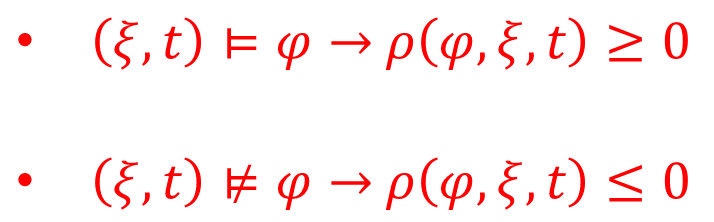 • (ξ, t) ⊨ φ → ρ(φ, ξ, t) ≥ 0
• (ξ, t) ⊭ φ → ρ(φ, ξ, t) ≤ 0